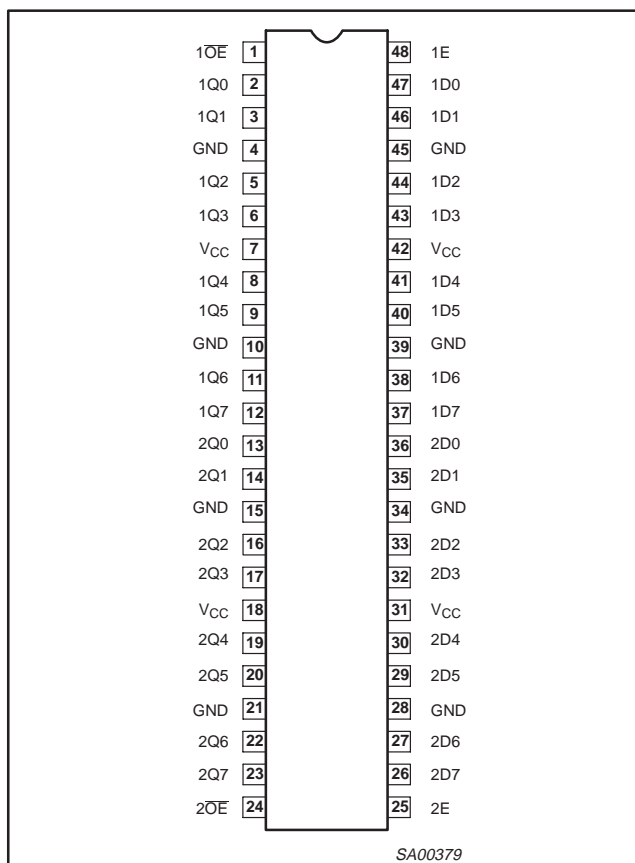 1O̅E̅ 1 48 1E
1Q0 2 47 1D0
1Q1 3 46 1D1
GND 4 45 GND
1Q2 5 44 1D2
1Q3 6 43 1D3
VCC 7 42 VCC
1Q4 8 41 1D4
1Q5 9 40 1D5
GND 10 39 GND
1Q6 11 38 1D6
1Q7 12 37 1D7
2Q0 13 36 2D0
2Q1 14 35 2D1
GND 15 34 GND
2Q2 16 33 2D2
2Q3 17 32 2D3
VCC 18 31 VCC
2Q4 19 30 2D4
2Q5 20 29 2D5
GND 21 28 GND
2Q6 22 27 2D6
2Q7 23 26 2D7
2O̅E̅ 24 25 2E
SA00379